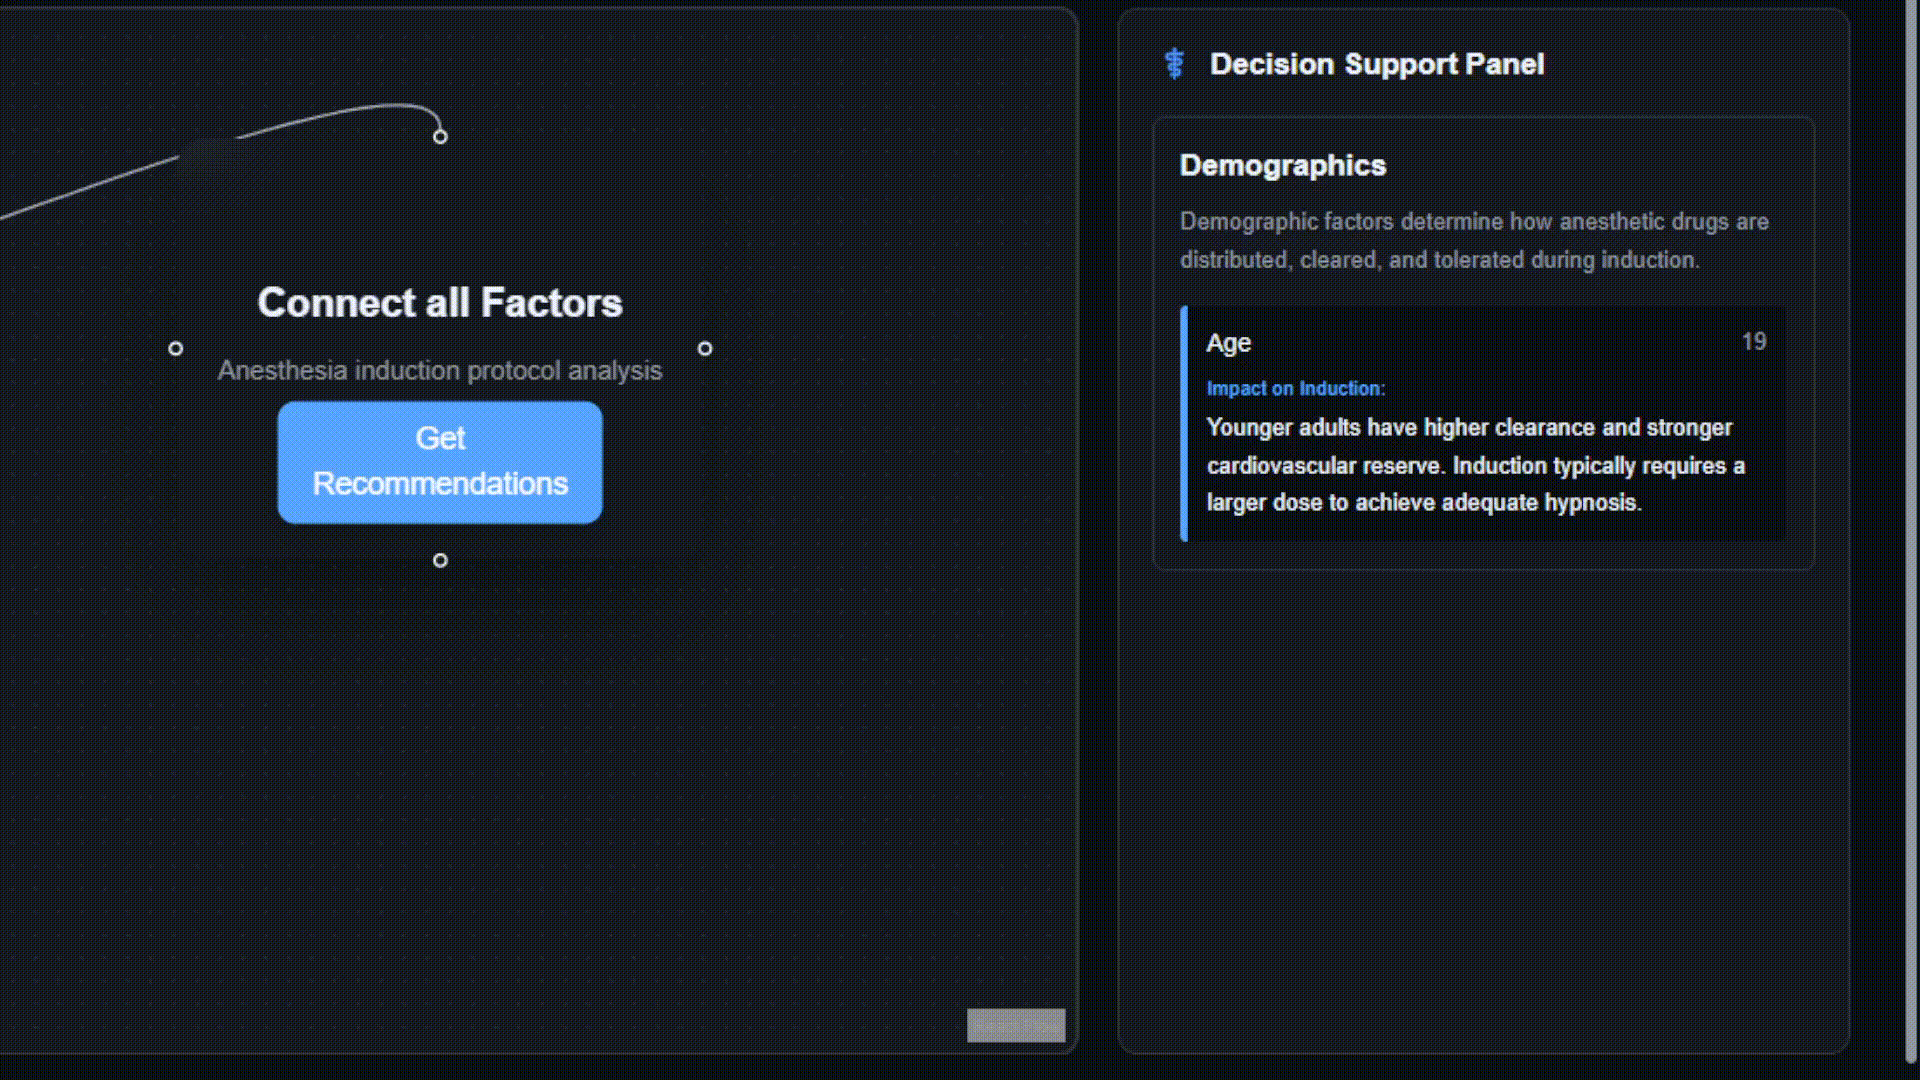 Connect all Factors
Anesthesia induction protocol analysis
Get
Recommendations
Decision Support Panel
Demographics
Demographic factors determine how anesthetic drugs are
distributed, cleared, and tolerated during induction.
Age 19
Impact on Induction:
Younger adults have higher clearance and stronger
cardiovascular reserve. Induction typically requires a
larger dose to achieve adequate hypnosis.